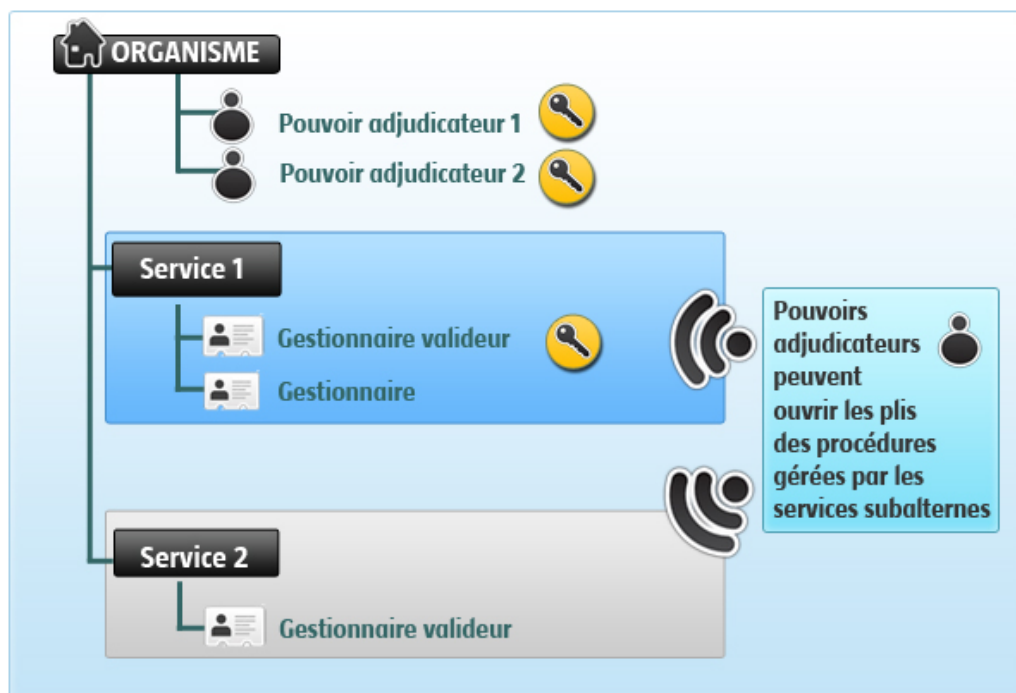 ORGANISME
Pouvoir adjudicateur 1
Pouvoir adjudicateur 2
Service 1
Gestionnaire valideur
Gestionnaire
Pouvoirs
adjudicateurs
peuvent
ouvrir les plis
des procédures
gérées par les
services subalternes
Service 2
Gestionnaire valideur